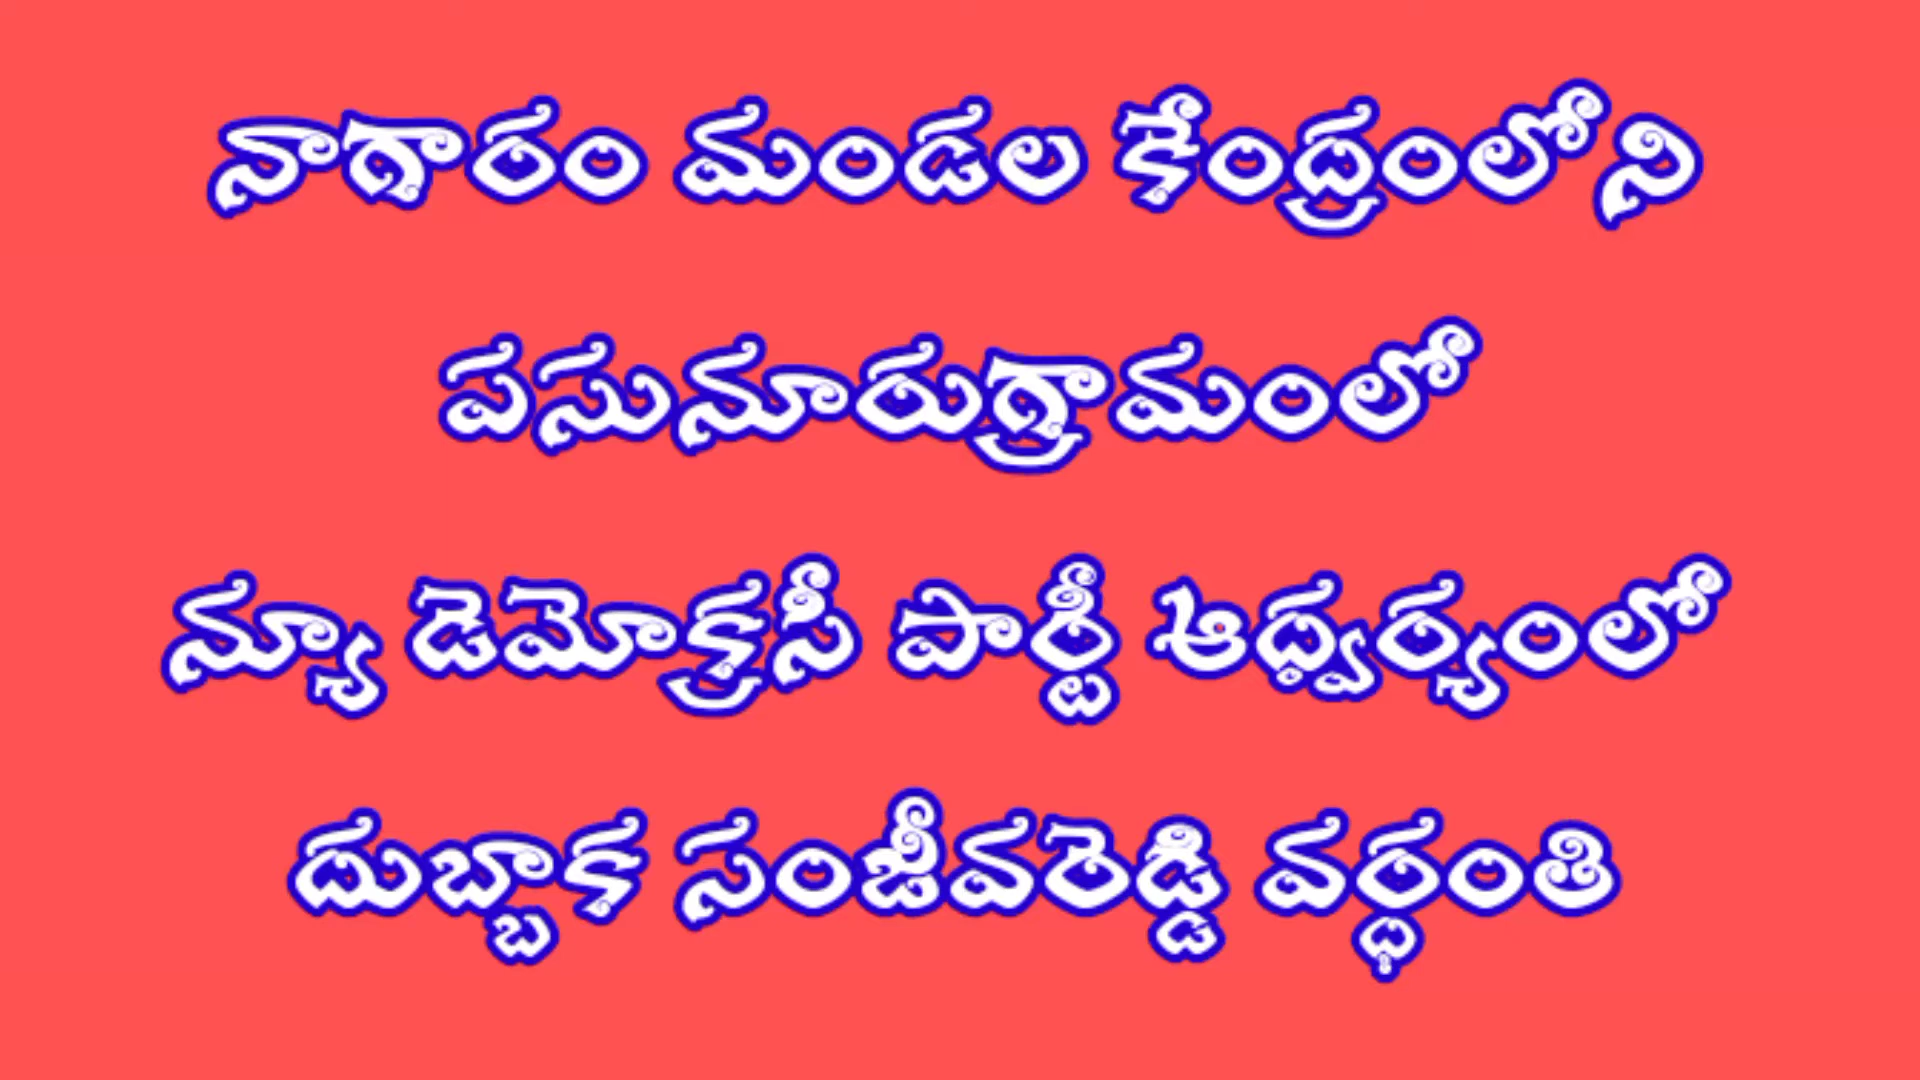 నాగారం మండల కేంద్రంలోని
పసునూరుగ్రామంలో
న్యూ డెమోక్రసీ పార్టీ ఆధ్వర్యంలో
దుబ్బాక సంజీవరెడ్డి వర్ధంతి